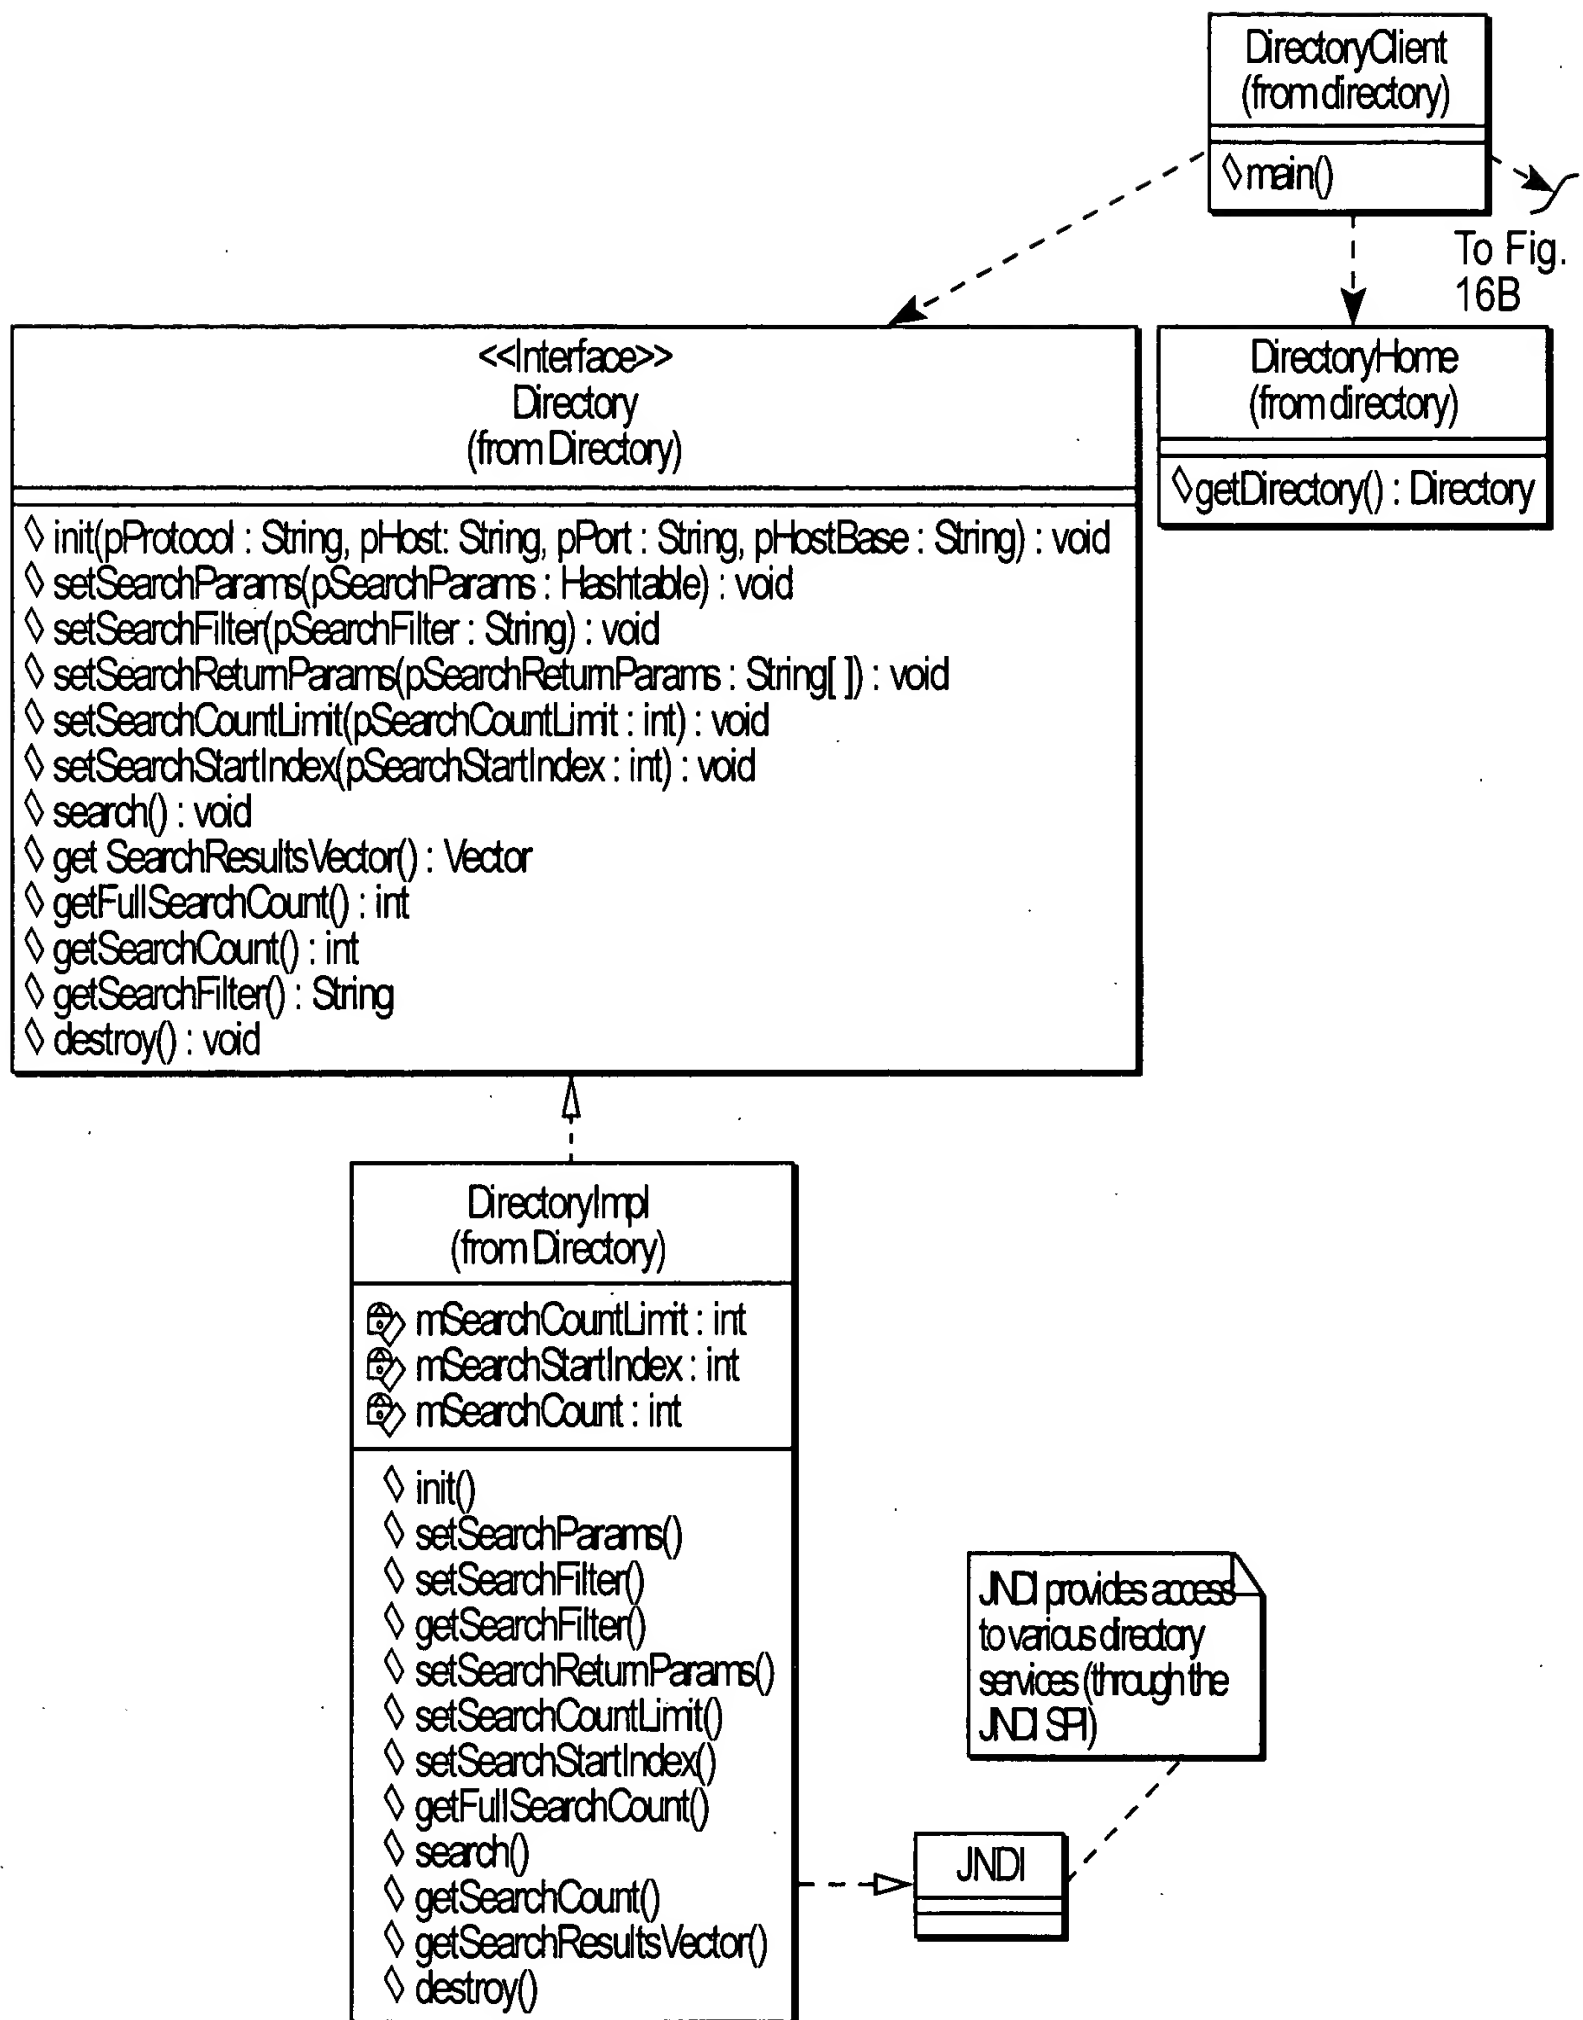 DirectoryClient
(from directory)
main()
To Fig.
16B
<<Interface>>
Directory
(from Directory)
init(pProtocol : String, pHost: String, pPort : String, pHostBase : String) : void
setSearchParams(pSearchParams : Hashtable) : void
setSearchFilter(pSearchFilter : String) : void
setSearchReturnParams(pSearchReturnParams : String[ ]) : void
setSearchCountLimit(pSearchCountLimit : int) : void
setSearchStartIndex(pSearchStartIndex : int) : void
search() : void
get SearchResultsVector() : Vector
getFullSearchCount() : int
getSearchCount() : int
getSearchFilter() : String
destroy() : void
DirectoryHome
(from directory)
getDirectory() : Directory
DirectoryImpl
(from Directory)
mSearchCountLimit : int
mSearchStartIndex : int
mSearchCount : int
init()
setSearchParams()
setSearchFilter()
getSearchFilter()
setSearchReturnParams()
setSearchCountLimit()
setSearchStartIndex()
getFullSearchCount()
search()
getSearchCount()
getSearchResultsVector()
destroy()
JNDI provides access
to various directory
services (through the
JNDI SPI)
JNDI